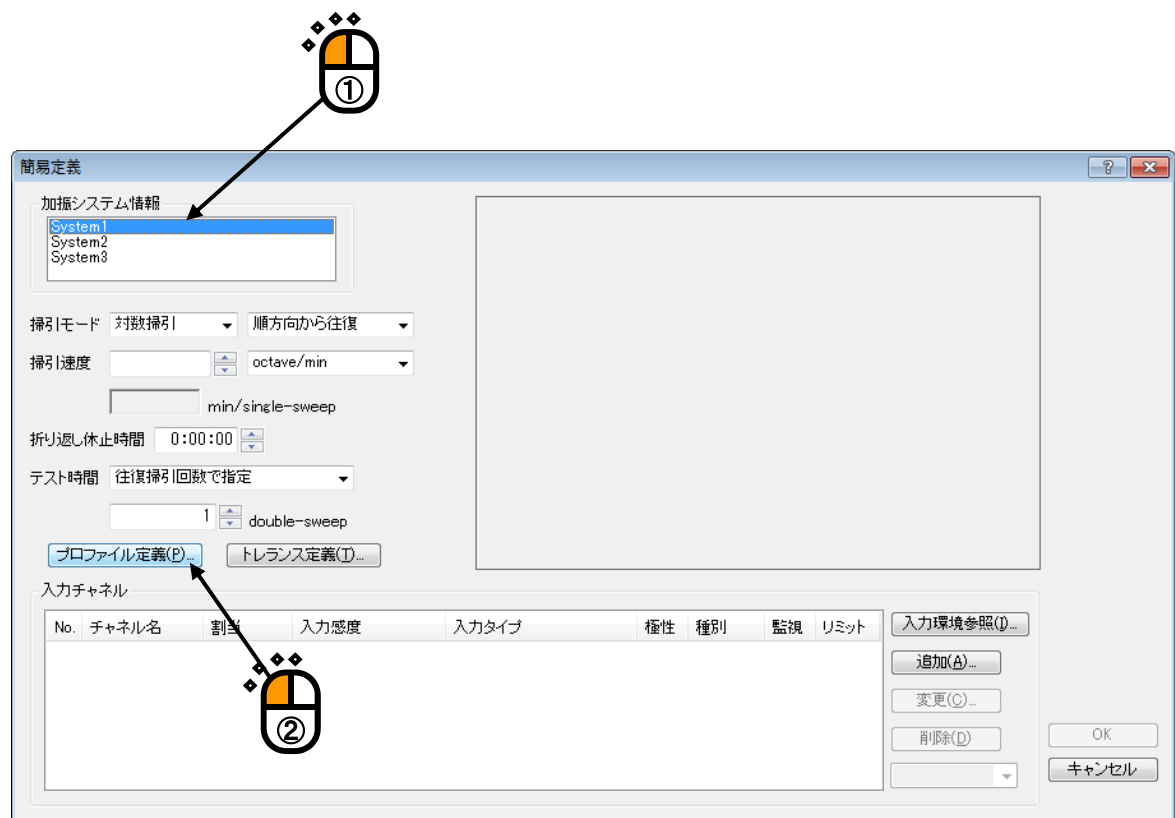 ①
簡易定義
加振システム情報
System1
System2
System3
掃引モード 対数掃引 順方向から往復
掃引速度 octave/min
min/single-sweep
折り返し休止時間 0:00:00
テスト時間 往復掃引回数で指定
1 double-sweep
プロファイル定義(P)... トレランス定義(T)...
入力チャネル
No. チャネル名 割当 入力感度 入力タイプ 極性 種別 監視 リミット 入力環境参照(I)...
追加(A)...
変更(C)...
②
削除(D) OK
キャンセル